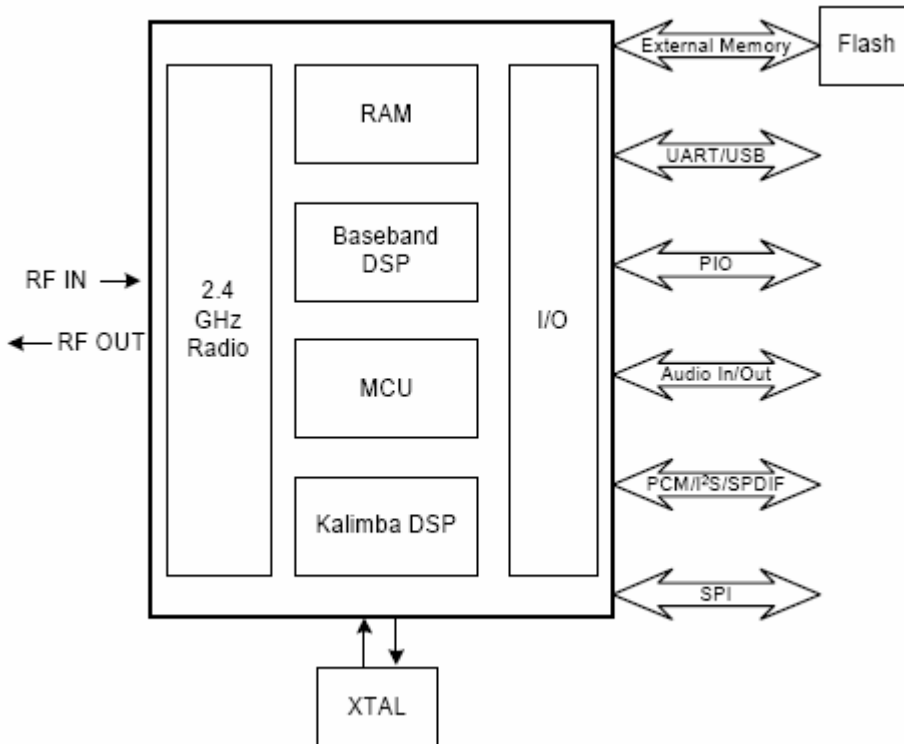 External Memory
Flash
RAM
UART/USB
Baseband
DSP
PIO
RF IN
2.4
GHz
Radio
I/O
RF OUT
MCU
Audio In/Out
PCM/I²S/SPDIF
Kalimba DSP
SPI
XTAL